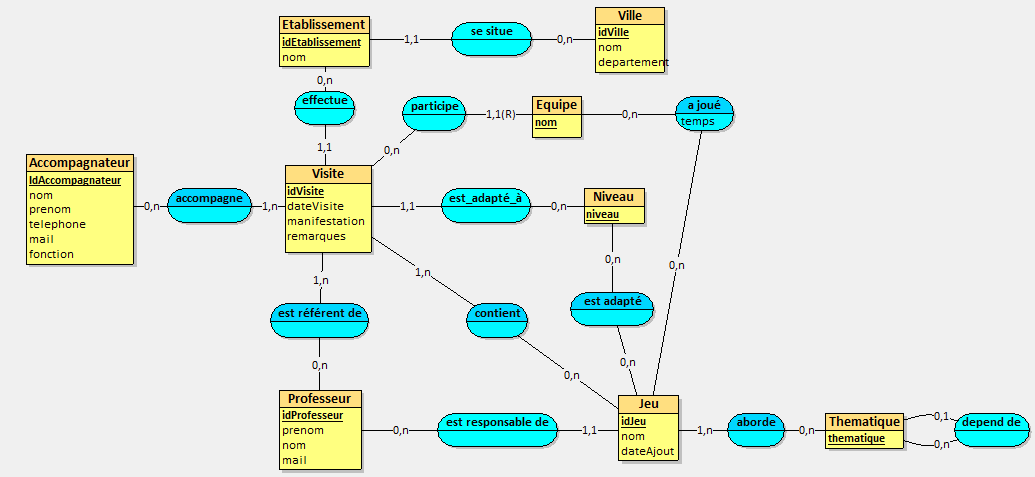 Etablissement
idEtablissement
nom
1,1
se situe
0,n
Ville
idVille
nom
departement
0,n
effectue
1,1
participe
0,n
1,1(R)
Equipe
nom
0,n
a joué
temps
0,n
Accompagnateur
IdAccompagnateur
nom
prenom
telephone
mail
fonction
0,n
accompagne
1,n
Visite
idVisite
dateVisite
manifestation
remarques
1,1
est_adapté_à
0,n
Niveau
niveau
0,n
est adapté
0,n
1,n
contient
0,n
1,n
est référent de
0,n
Professeur
idProfesseur
prenom
nom
mail
0,n
est responsable de
1,1
Jeu
idJeu
nom
dateAjout
1,n
aborde
0,n
Thematique
thematique
0,1
0,n
depend de